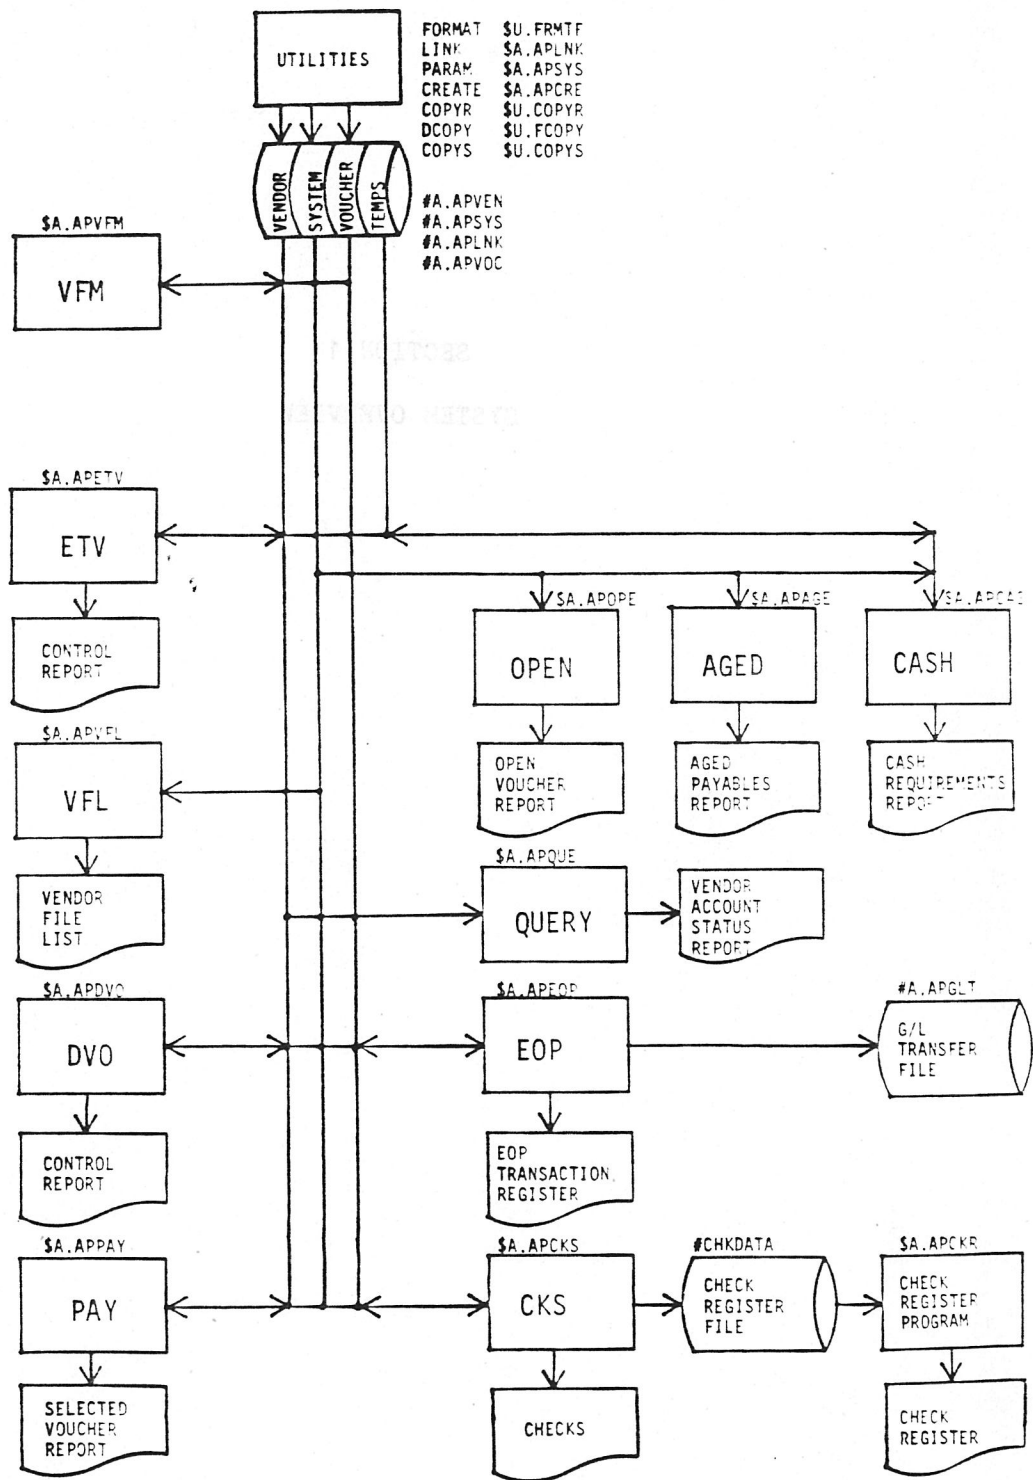 UTILITIES
FORMAT $U.FRMTF
LINK $A.APLNK
PARAM $A.APSYS
CREATE $A.APCRE
COPYR $U.COPYR
DCOPY $U.FCOPY
COPYS $U.COPYS
VENDOR
SYSTEM
VOUCHER
TEMPS
#A.APVEN
#A.APSYS
#A.APLNK
#A.APVOC
$A.APVFM
VFM
$A.APETV
ETV
CONTROL
REPORT
$A.APOPE
OPEN
OPEN
VOUCHER
REPORT
$A.APAGE
AGED
AGED
PAYABLES
REPORT
CASH
CASH
REQUIREMENTS
REPORT
$A.APVFL
VFL
VENDOR
FILE
LIST
$A.APQUE
QUERY
VENDOR
ACCOUNT
STATUS
REPORT
$A.APDVO
DVO
CONTROL
REPORT
$A.APEOP
EOP
EOP
TRANSACTION
REGISTER
#A.APGLT
G/L
TRANSFER
FILE
$A.APPAY
PAY
SELECTED
VOUCHER
REPORT
$A.APCKS
CKS
CHECKS
#CHKDATA
CHECK
REGISTER
FILE
$A.APCKR
CHECK
REGISTER
PROGRAM
CHECK
REGISTER